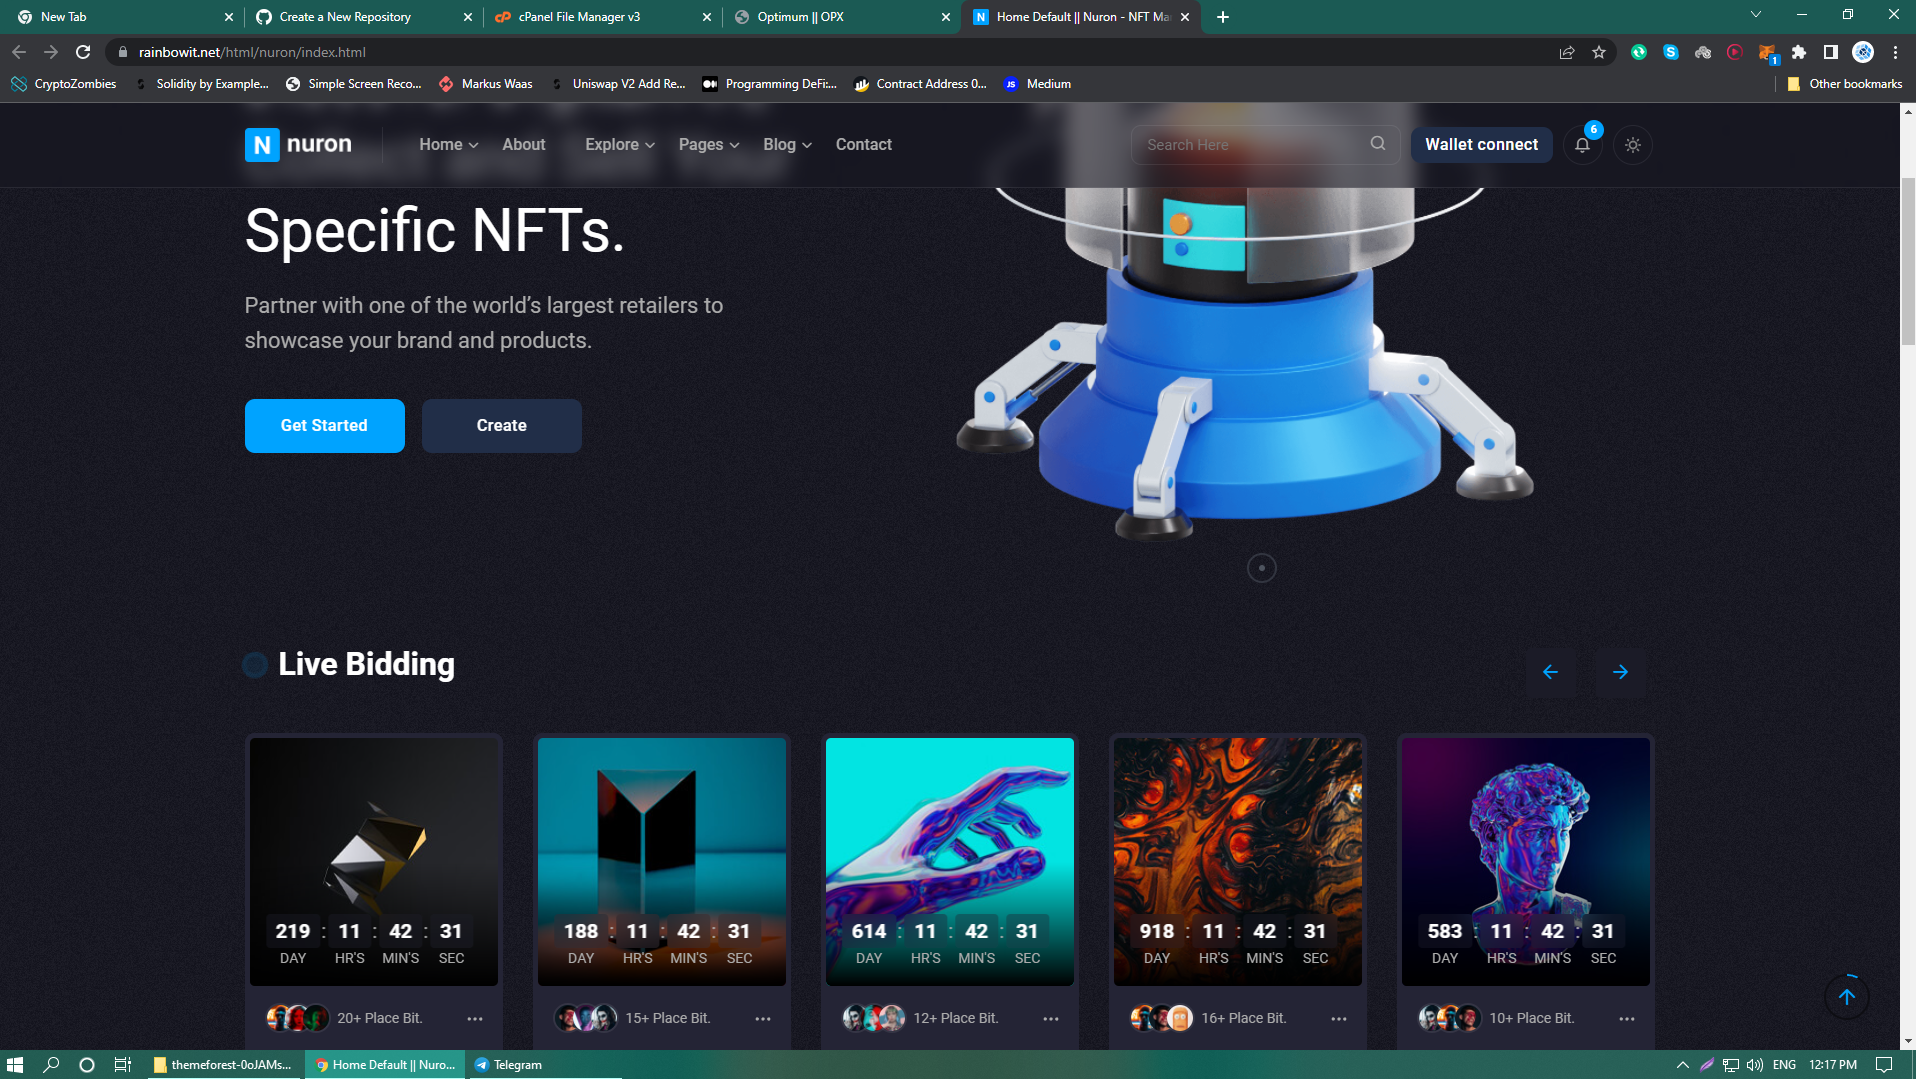 New Tab
Create a New Repository
cPanel File Manager v3
Optimum || OPX
Home Default || Nuron - NFT Ma
rainbowit.net/html/nuron/index.html
1
CryptoZombies
Solidity by Example...
Simple Screen Reco...
Markus Waas
Uniswap V2 Add Re...
Programming DeFi:...
Contract Address 0...
JS
Medium
Other bookmarks
N nuron
Home
About
Explore
Pages
Blog
Contact
Search Here
Wallet connect
6
Specific NFTs.
Partner with one of the world's largest retailers to
showcase your brand and products.
Get Started
Create
Live Bidding
219 : 11 : 42 : 31
DAY HR'S MIN'S SEC
188 : 11 : 42 : 31
DAY HR'S MIN'S SEC
614 : 11 : 42 : 31
DAY HR'S MIN'S SEC
918 : 11 : 42 : 31
DAY HR'S MIN'S SEC
583 : 11 : 42 : 31
DAY HR'S MIN'S SEC
20+ Place Bit.
15+ Place Bit.
12+ Place Bit.
16+ Place Bit.
10+ Place Bit.
themeforest-0oJAMs...
Home Default || Nuro...
Telegram
ENG
12:17 PM